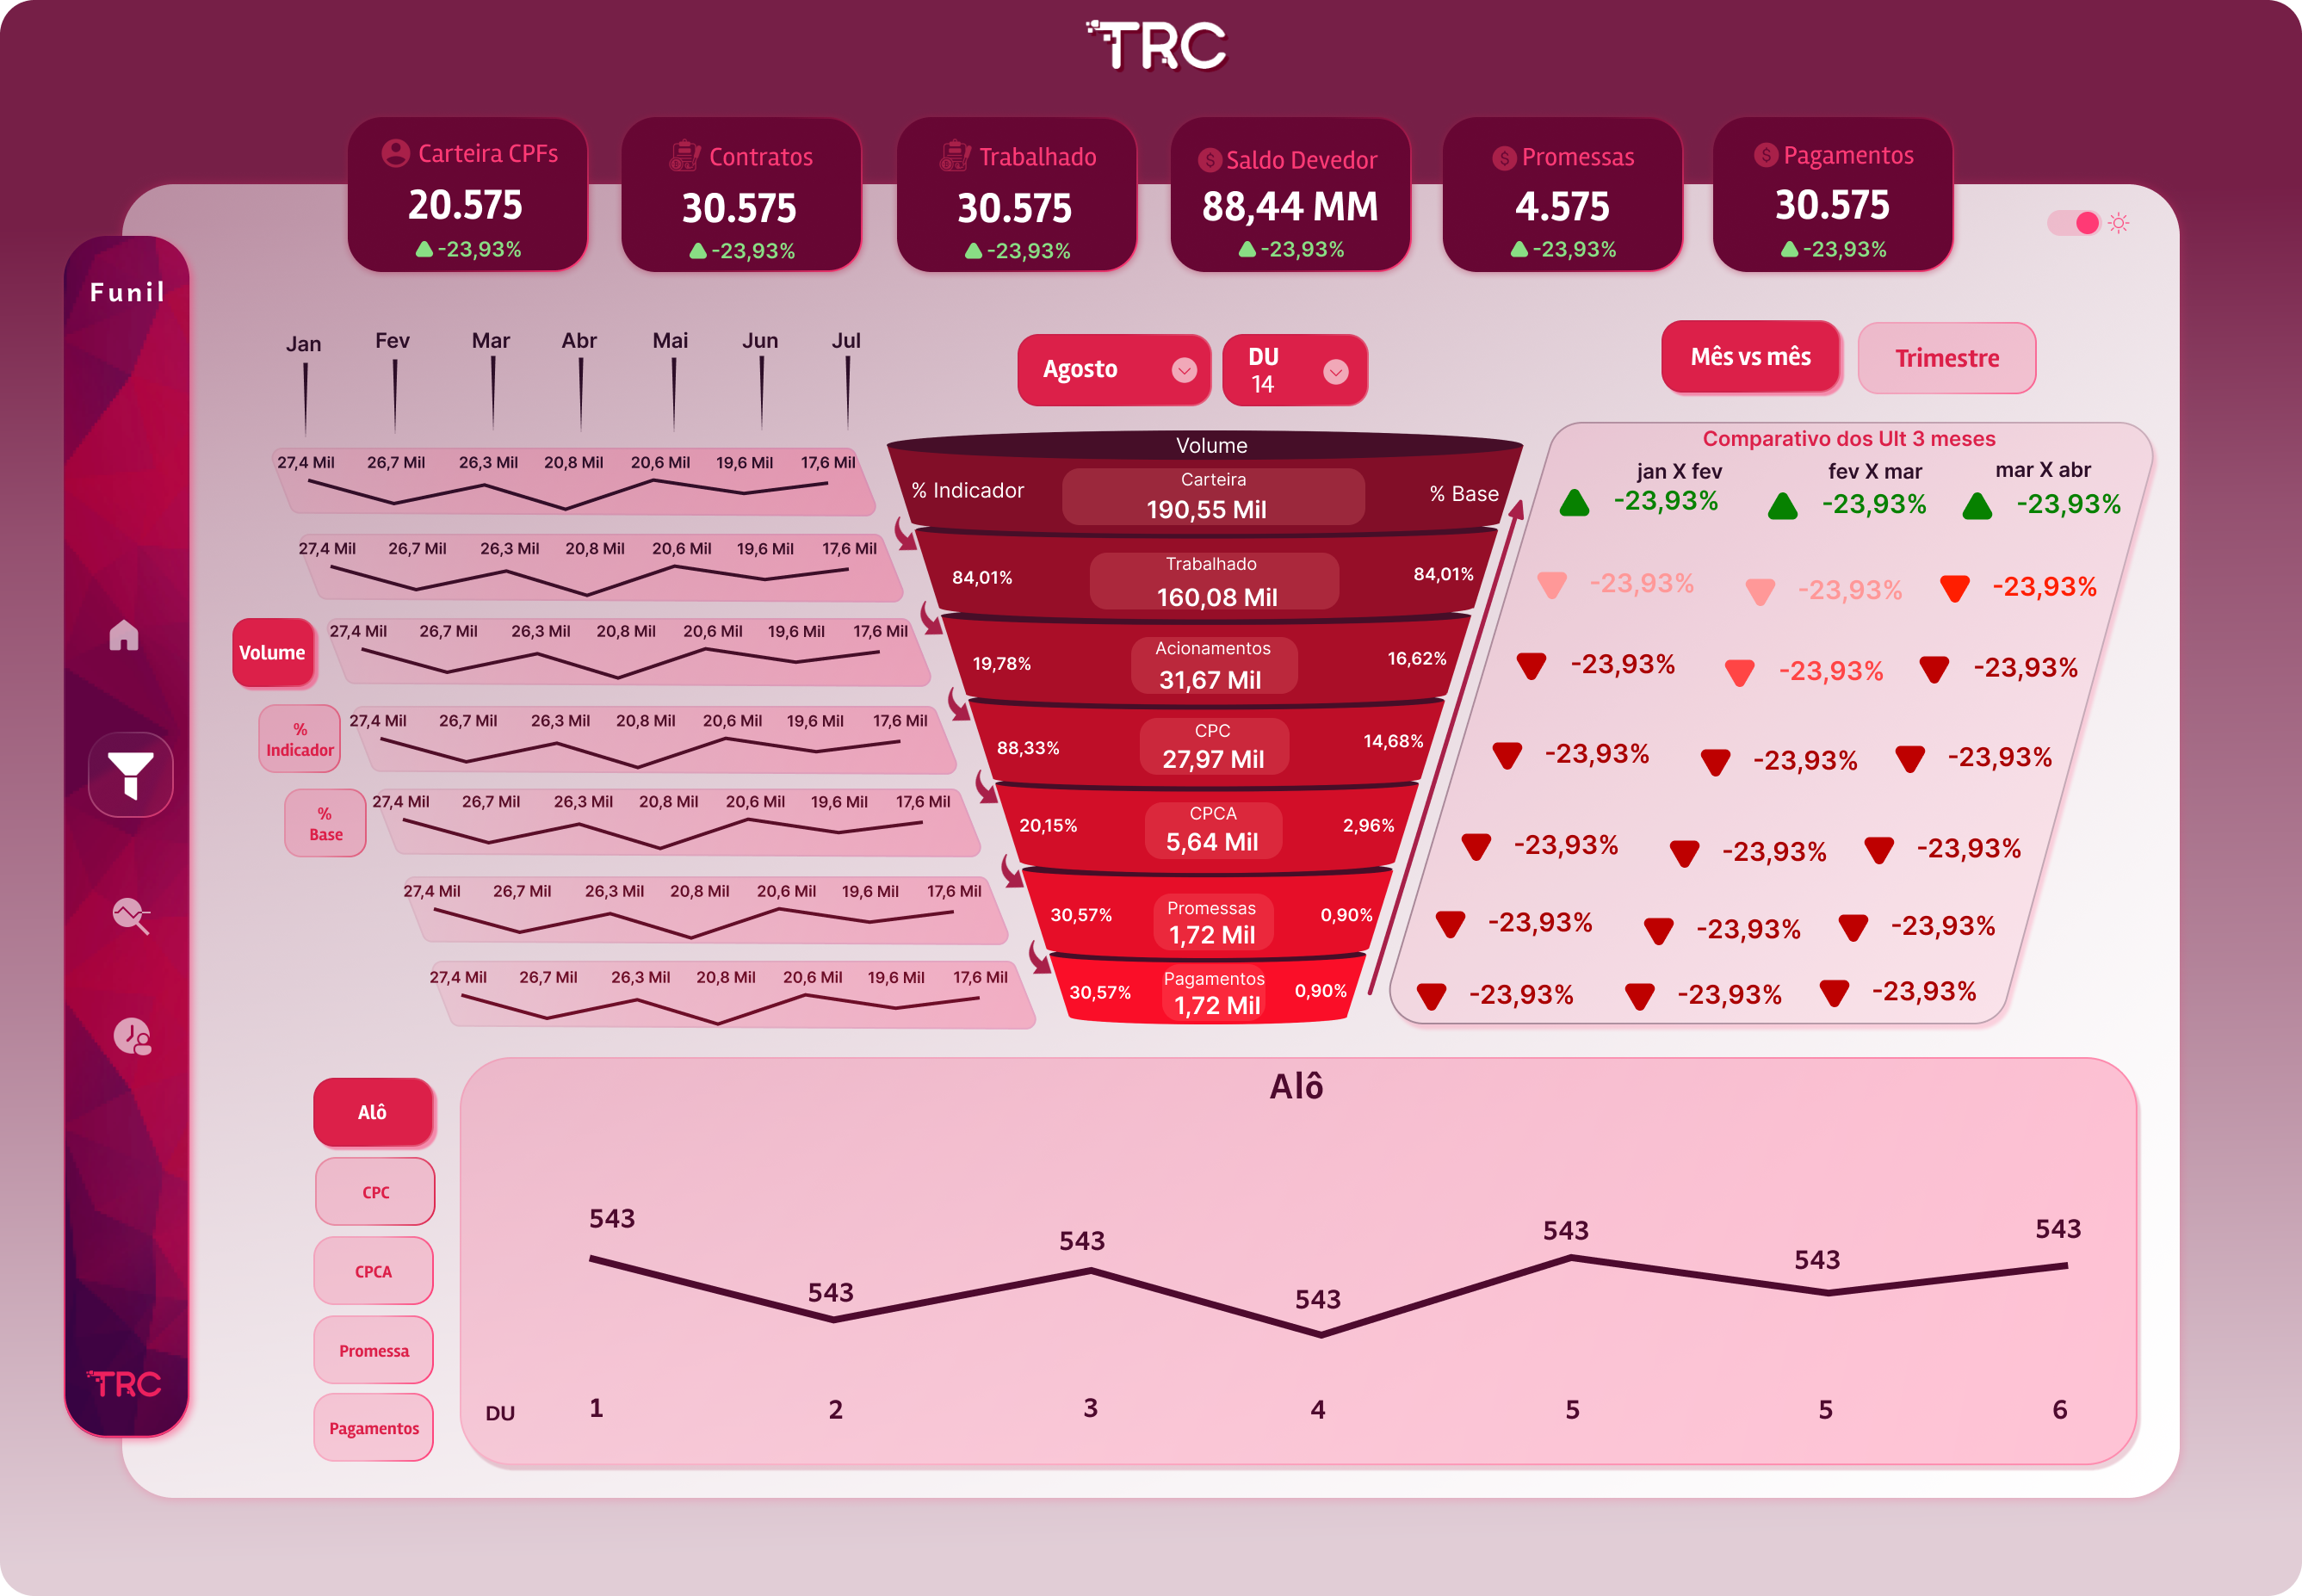 TRC
Carteira CPFs
20.575
-23,93%
Contratos
30.575
-23,93%
Trabalhado
30.575
-23,93%
Saldo Devedor
88,44 MM
-23,93%
Promessas
4.575
-23,93%
Pagamentos
30.575
-23,93%
Funil
Jan Fev Mar Abr Mai Jun Jul
27,4 Mil 26,7 Mil 26,3 Mil 20,8 Mil 20,6 Mil 19,6 Mil 17,6 Mil
27,4 Mil 26,7 Mil 26,3 Mil 20,8 Mil 20,6 Mil 19,6 Mil 17,6 Mil
Volume
27,4 Mil 26,7 Mil 26,3 Mil 20,8 Mil 20,6 Mil 19,6 Mil 17,6 Mil
%
Indicador
27,4 Mil 26,7 Mil 26,3 Mil 20,8 Mil 20,6 Mil 19,6 Mil 17,6 Mil
%
Base
27,4 Mil 26,7 Mil 26,3 Mil 20,8 Mil 20,6 Mil 19,6 Mil 17,6 Mil
27,4 Mil 26,7 Mil 26,3 Mil 20,8 Mil 20,6 Mil 19,6 Mil 17,6 Mil
27,4 Mil 26,7 Mil 26,3 Mil 20,8 Mil 20,6 Mil 19,6 Mil 17,6 Mil
Agosto
DU
14
Volume
% Indicador
Carteira
190,55 Mil
% Base
84,01%
Trabalhado
160,08 Mil
84,01%
19,78%
Acionamentos
31,67 Mil
16,62%
88,33%
CPC
27,97 Mil
14,68%
20,15%
CPCA
5,64 Mil
2,96%
30,57%
Promessas
1,72 Mil
0,90%
30,57%
Pagamentos
1,72 Mil
0,90%
Mês vs mês
Trimestre
Comparativo dos Ult 3 meses
jan X fev fev X mar mar X abr
-23,93% -23,93% -23,93%
-23,93% -23,93% -23,93%
-23,93% -23,93% -23,93%
-23,93% -23,93% -23,93%
-23,93% -23,93% -23,93%
-23,93% -23,93% -23,93%
-23,93% -23,93% -23,93%
Alô
CPC
CPCA
Promessa
Pagamentos
Alô
543 543 543 543 543 543 543
DU 1 2 3 4 5 5 6
TRC